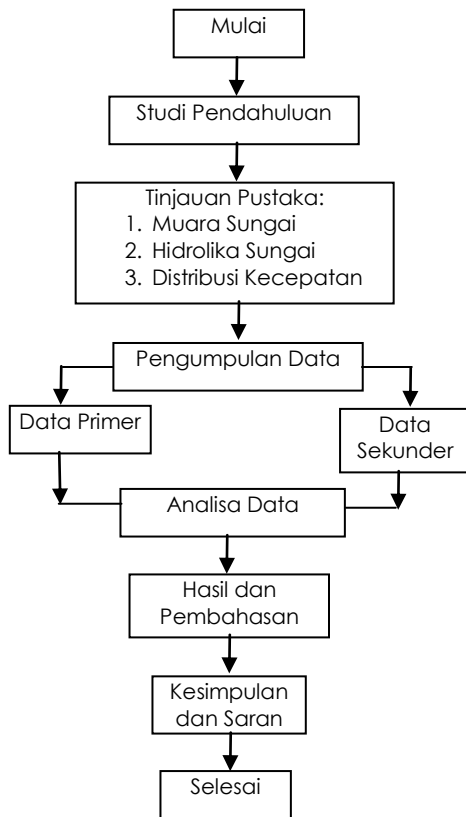 Mulai
Studi Pendahuluan
Tinjauan Pustaka:
1. Muara Sungai
2. Hidrolika Sungai
3. Distribusi Kecepatan
Pengumpulan Data
Data Primer
Data
Sekunder
Analisa Data
Hasil dan
Pembahasan
Kesimpulan
dan Saran
Selesai